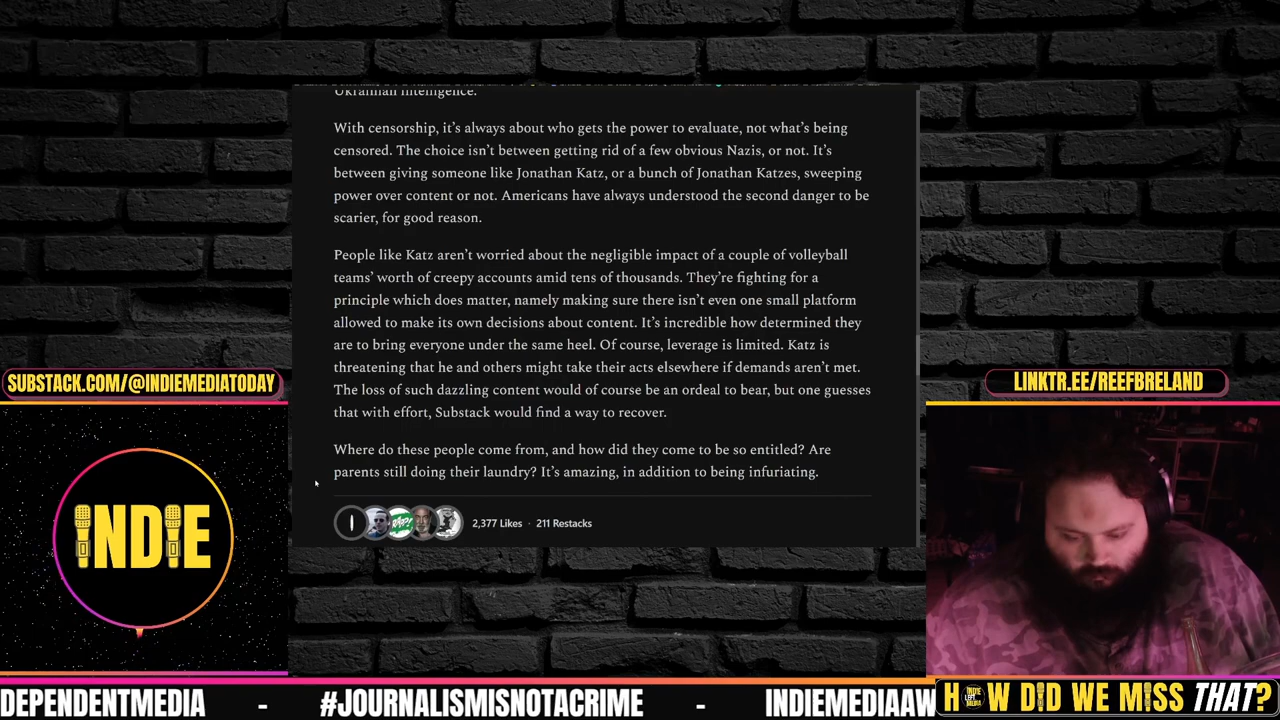 Ukrainian intelligence.
With censorship, it’s always about who gets the power to evaluate, not what’s being
censored. The choice isn’t between getting rid of a few obvious Nazis, or not. It’s
between giving someone like Jonathan Katz, or a bunch of Jonathan Katzes, sweeping
power over content or not. Americans have always understood the second danger to be
scarier, for good reason.
People like Katz aren’t worried about the negligible impact of a couple of volleyball
teams’ worth of creepy accounts amid tens of thousands. They’re fighting for a
principle which does matter, namely making sure there isn’t even one small platform
allowed to make its own decisions about content. It’s incredible how determined they
are to bring everyone under the same heel. Of course, leverage is limited. Katz is
threatening that he and others might take their acts elsewhere if demands aren’t met.
The loss of such dazzling content would of course be an ordeal to bear, but one guesses
that with effort, Substack would find a way to recover.
Where do these people come from, and how did they come to be so entitled? Are
parents still doing their laundry? It’s amazing, in addition to being infuriating.
2,377 Likes · 211 Restacks
SUBSTACK.COM/@INDIEMEDIATODAY
LINKTR.EE/REEFBRELAND
INDIE
DEPENDENTMEDIA - #JOURNALISMISNOTACRIME - INDIEMEDIAAW
HOW DID WE MISS THAT?